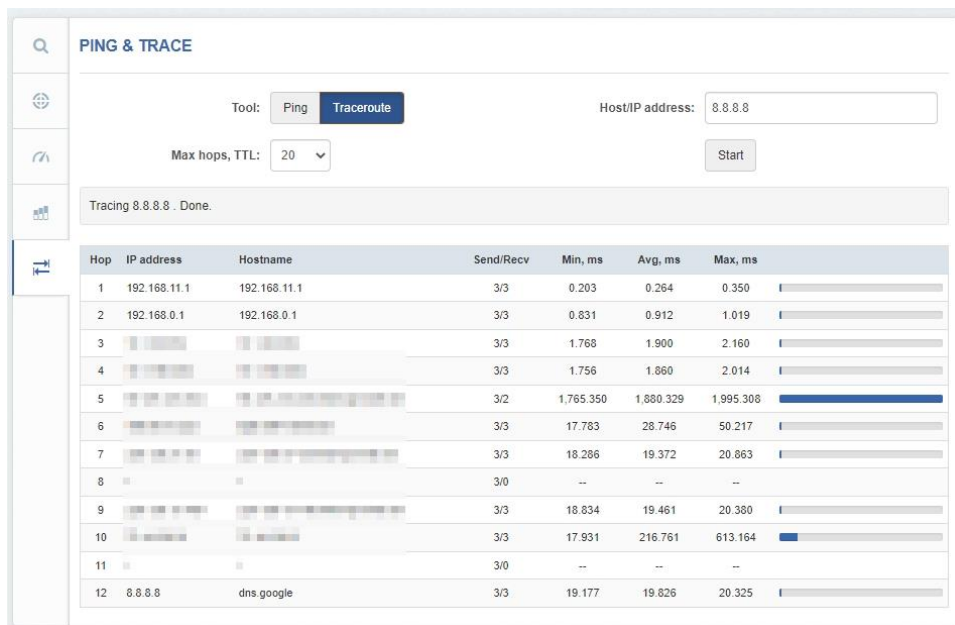 PING & TRACE
Tool: Ping Traceroute Host/IP address: 8.8.8.8
Max hops, TTL: 20 Start
Tracing 8.8.8.8 . Done.
Hop IP address Hostname Send/Recv Min, ms Avg, ms Max, ms
1 192.168.11.1 192.168.11.1 3/3 0.203 0.264 0.350
2 192.168.0.1 192.168.0.1 3/3 0.831 0.912 1.019
3 3/3 1.768 1.900 2.160
4 3/3 1.756 1.860 2.014
5 3/2 1,765.350 1,880.329 1,995.308
6 3/3 17.783 28.746 50.217
7 3/3 18.286 19.372 20.863
8 3/0 -- -- --
9 3/3 18.834 19.461 20.380
10 3/3 17.931 216.761 613.164
11 3/0 -- -- --
12 8.8.8.8 dns.google 3/3 19.177 19.826 20.325